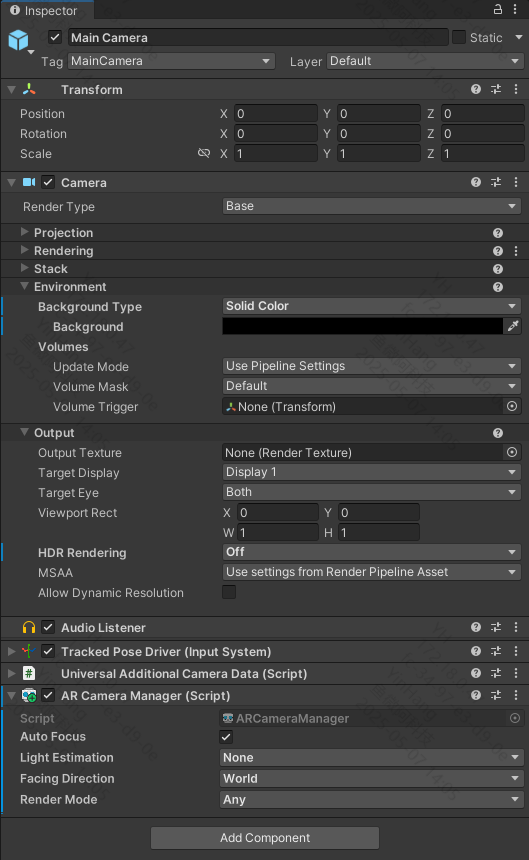 Inspector
Main Camera
Static
Tag MainCamera Layer Default
Transform
Position X 0 Y 0 Z 0
Rotation X 0 Y 0 Z 0
Scale X 1 Y 1 Z 1
Camera
Render Type Base
Projection
Rendering
Stack
Environment
Background Type Solid Color
Background
Volumes
Update Mode Use Pipeline Settings
Volume Mask Default
Volume Trigger None (Transform)
Output
Output Texture None (Render Texture)
Target Display Display 1
Target Eye Both
Viewport Rect X 0 Y 0
W 1 H 1
HDR Rendering Off
MSAA Use settings from Render Pipeline Asset
Allow Dynamic Resolution
Audio Listener
Tracked Pose Driver (Input System)
Universal Additional Camera Data (Script)
AR Camera Manager (Script)
Script ARCameraManager
Auto Focus
Light Estimation None
Facing Direction World
Render Mode Any
Add Component